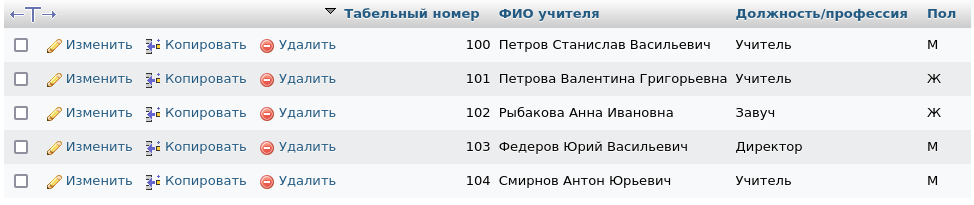 Табельный номер ФИО учителя Должность/профессия Пол
Изменить Копировать Удалить 100 Петров Станислав Васильевич Учитель М
Изменить Копировать Удалить 101 Петрова Валентина Григорьевна Учитель Ж
Изменить Копировать Удалить 102 Рыбакова Анна Ивановна Завуч Ж
Изменить Копировать Удалить 103 Федеров Юрий Васильевич Директор М
Изменить Копировать Удалить 104 Смирнов Антон Юрьевич Учитель М